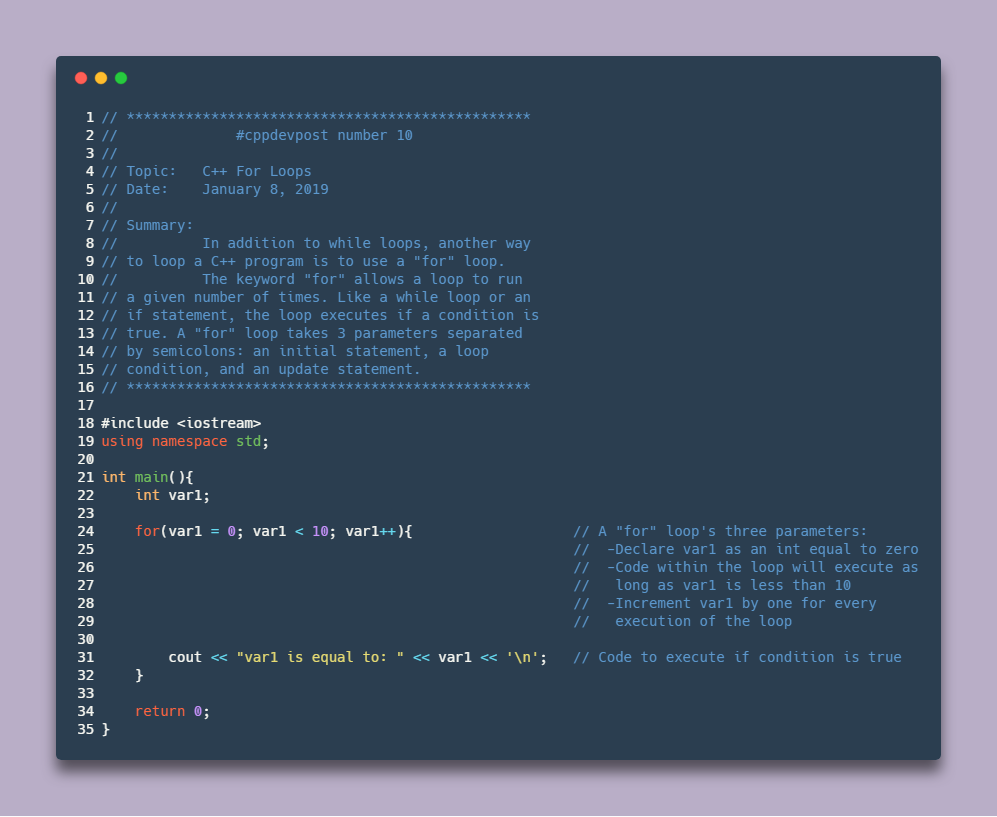 1 // ************************************************
2 //              #cppdevpost number 10
3 //
4 // Topic:   C++ For Loops
5 // Date:    January 8, 2019
6 //
7 // Summary:
8 //          In addition to while loops, another way
9 // to loop a C++ program is to use a "for" loop.
10 //          The keyword "for" allows a loop to run
11 // a given number of times. Like a while loop or an
12 // if statement, the loop executes if a condition is
13 // true. A "for" loop takes 3 parameters separated
14 // by semicolons: an initial statement, a loop
15 // condition, and an update statement.
16 // ************************************************
17
18 #include <iostream>
19 using namespace std;
20
21 int main(){
22     int var1;
23
24     for(var1 = 0; var1 < 10; var1++){                   // A "for" loop's three parameters:
25                                                         //  -Declare var1 as an int equal to zero
26                                                         //  -Code within the loop will execute as
27                                                         //   long as var1 is less than 10
28                                                         //  -Increment var1 by one for every
29                                                         //   execution of the loop
30
31         cout << "var1 is equal to: " << var1 << '\n';   // Code to execute if condition is true
32     }
33
34     return 0;
35 }